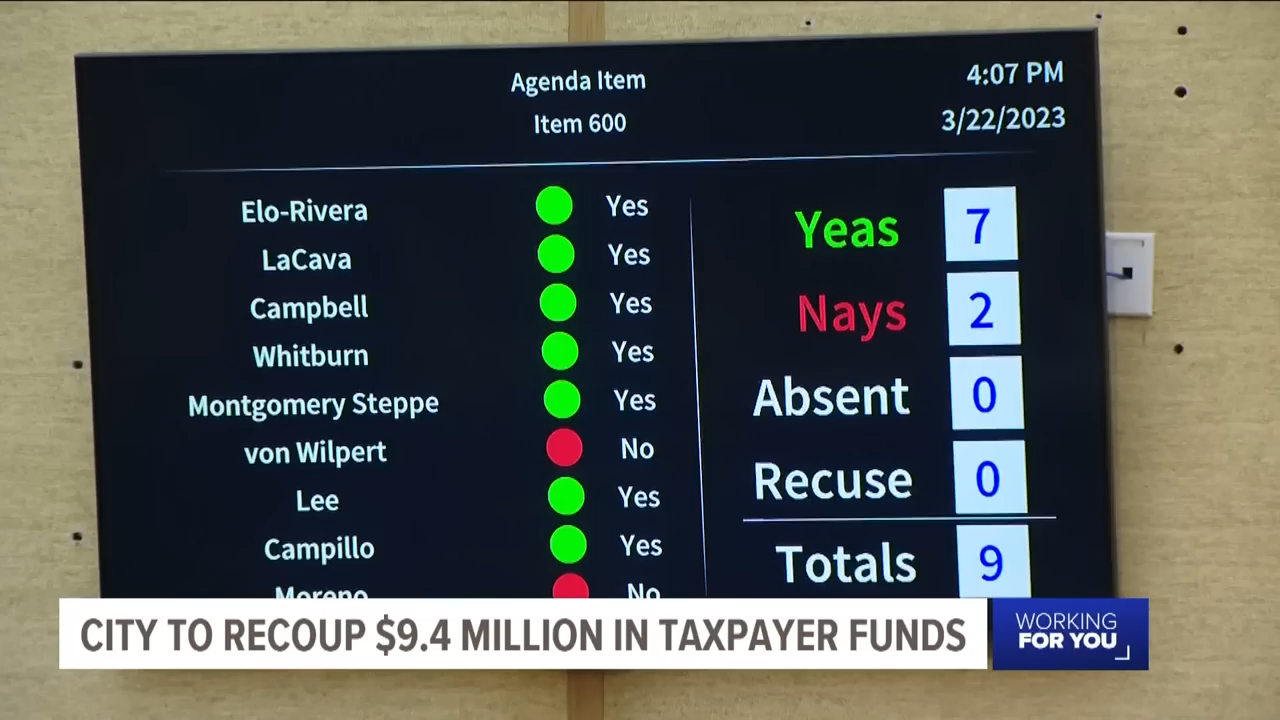 Agenda Item
Item 600
4:07 PM
3/22/2023
Elo-Rivera Yes
LaCava Yes
Campbell Yes
Whitburn Yes
Montgomery Steppe Yes
von Wilpert No
Lee Yes
Campillo Yes
Moreno No
Yeas 7
Nays 2
Absent 0
Recuse 0
Totals 9
CITY TO RECOUP $9.4 MILLION IN TAXPAYER FUNDS
WORKING
FOR YOU